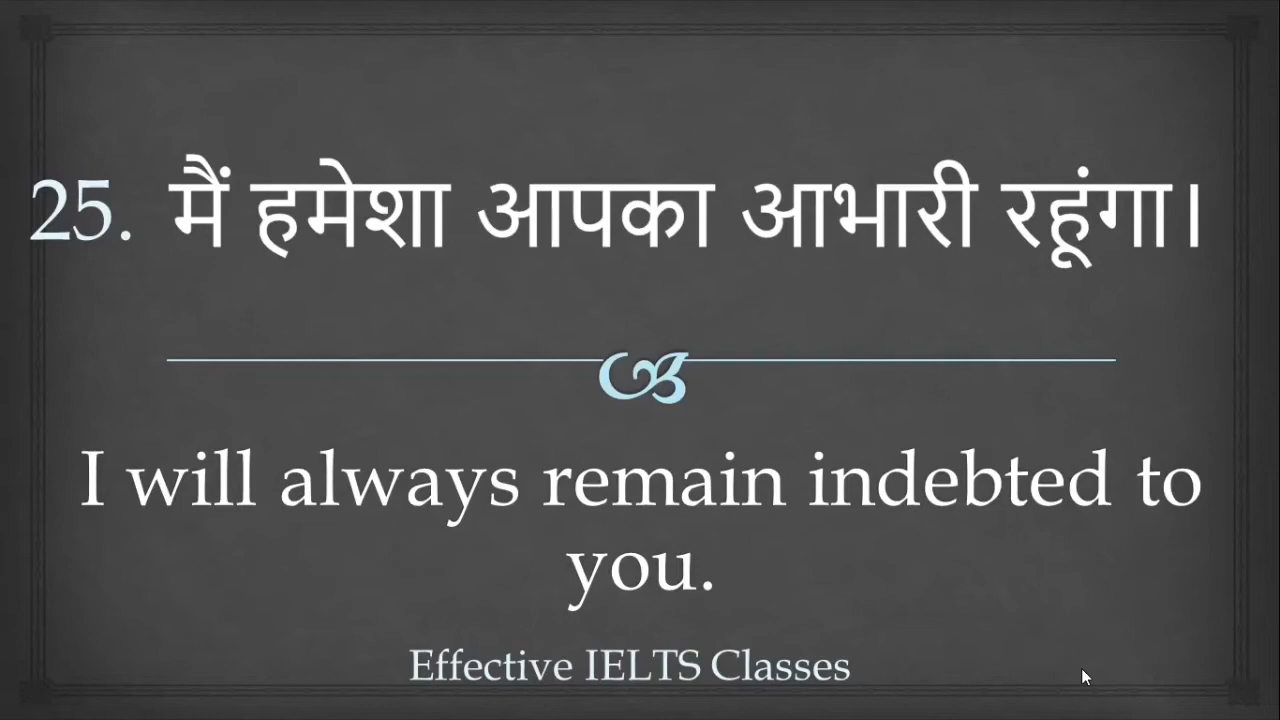 25. मैं हमेशा आपका आभारी रहूंगा।
I will always remain indebted to
you.
Effective IELTS Classes